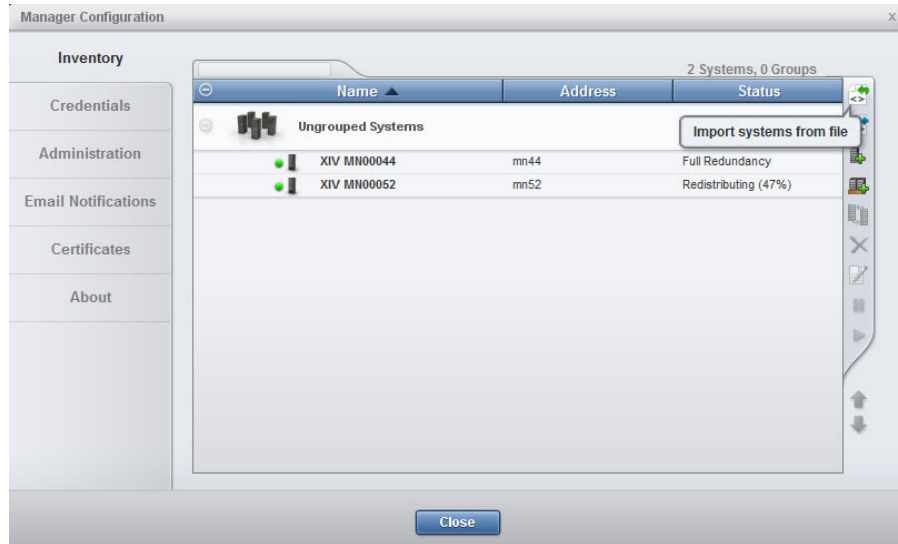 Manager Configuration x
Inventory
Credentials
Administration
Email Notifications
Certificates
About
2 Systems, 0 Groups
Name Address Status
Ungrouped Systems
Import systems from file
XIV MN00044 mn44 Full Redundancy
XIV MN00052 mn52 Redistributing (47%)
Close